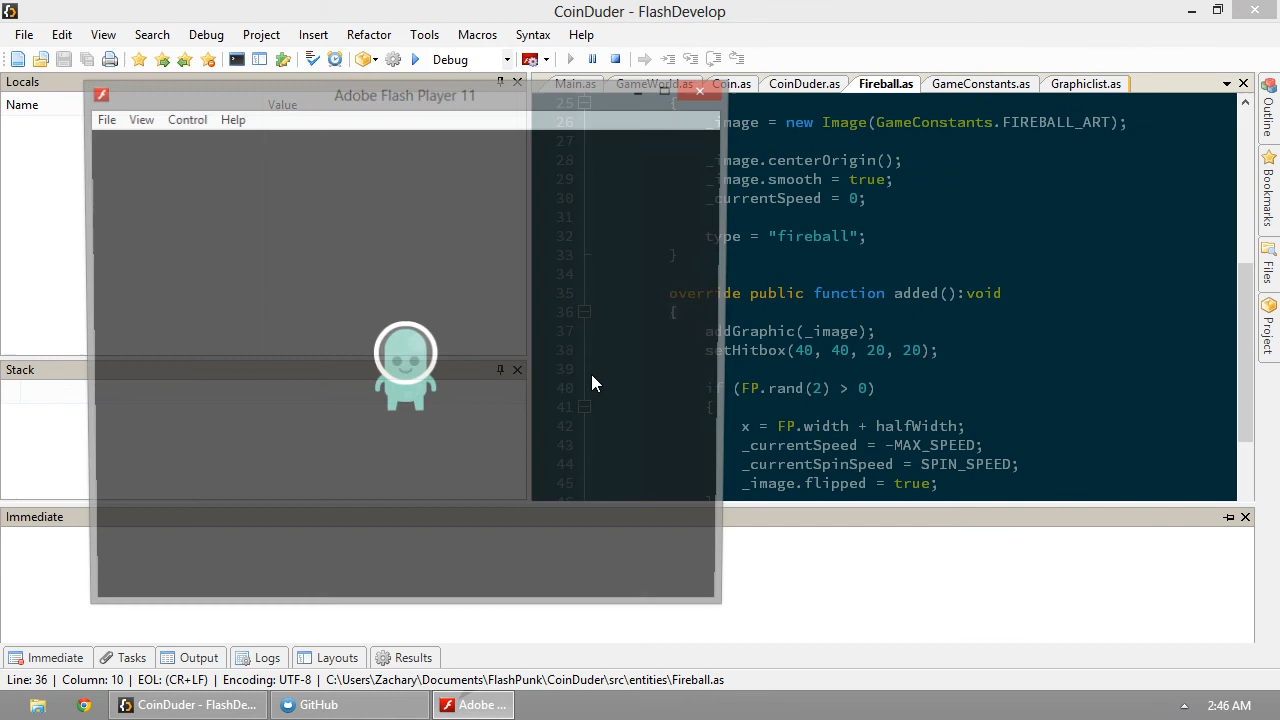 CoinDuder - FlashDevelop
File Edit View Search Debug Project Insert Refactor Tools Macros Syntax Help
Debug
Locals
Name Value
Main.as GameWorld.as Coin.as CoinDuder.as Fireball.as GameConstants.as Graphiclist.as
Adobe Flash Player 11
File View Control Help
25 {
26 _image = new Image(GameConstants.FIREBALL_ART);
27
28 _image.centerOrigin();
29 _image.smooth = true;
30 _currentSpeed = 0;
31
32 type = "fireball";
33 }
34
35 override public function added():void
36 {
37 addGraphic(_image);
38 setHitbox(40, 40, 20, 20);
39
40 if (FP.rand(2) > 0)
41 {
42 x = FP.width + halfWidth;
43 _currentSpeed = -MAX_SPEED;
44 _currentSpinSpeed = SPIN_SPEED;
45 _image.flipped = true;
Outline
Bookmarks
Files
Project
Stack
Immediate
Immediate Tasks Output Logs Layouts Results
Line: 36 Column: 10 EOL: (CR+LF) Encoding: UTF-8 C:\Users\Zachary\Documents\FlashPunk\CoinDuder\src\entities\Fireball.as
CoinDuder - FlashDe... GitHub Adobe ... 2:46 AM